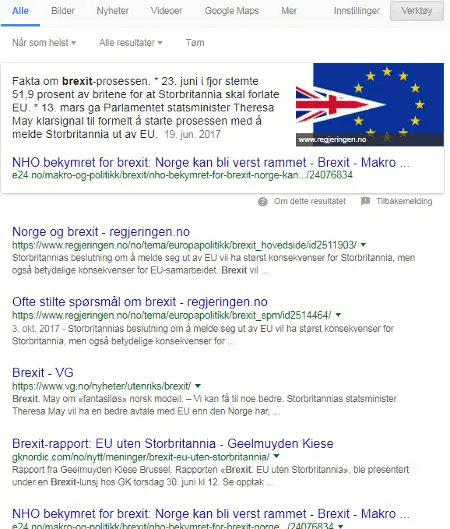 Alle Bilder Nyheter Videoer Google Maps Mer Innstillinger Verktøy
Når som helst Alle resultater Tøm
Fakta om brexit-prosessen. * 23. juni i fjor stemte
51,9 prosent av britene for at Storbritannia skal forlate
EU. * 13. mars ga Parlamentet statsminister Theresa
May klarsignal til formelt å starte prosessen med å
melde Storbritannia ut av EU. 19. jun. 2017
www.regjeringen.no
NHO bekymret for brexit: Norge kan bli verst rammet - Brexit - Makro ...
e24.no/makro-og-politikk/brexit/nho-bekymret-for-brexit-norge-kan.../24076834
Om dette resultatet Tilbakemelding
Norge og brexit - regjeringen.no
https://www.regjeringen.no/no/tema/europapolitikk/brexit_hovedside/id2511903/
Storbritannias beslutning om å melde seg ut av EU vil ha størst konsekvenser for Storbritannia, men
også betydelige konsekvenser for EU-samarbeidet. Brexit vil ...
Ofte stilte spørsmål om brexit - regjeringen.no
https://www.regjeringen.no/no/tema/europapolitikk/brexit_spm/id2514464/
3. okt. 2017 - Storbritannias beslutning om å melde seg ut av EU vil ha størst konsekvenser for
Storbritannia, men også betydelige konsekvenser for ...
Brexit - VG
https://www.vg.no/nyheter/utenriks/brexit/
Brexit. May om «fantasiløs» norsk modell: – Vi kan få til noe bedre. Storbritannias statsminister
Theresa May vil ha en bedre avtale med EU enn den Norge har, ...
Brexit-rapport: EU uten Storbritannia - Geelmuyden Kiese
gknordic.com/no/nytt/meninger/brexit-eu-uten-storbritannia/
Rapport fra Geelmuyden Kiese Brussel. Rapporten «Brexit: EU uten Storbritannia», ble presentert
under en Brexit-lunsj hos GK torsdag 30. juni kl 12. Se opptak ...
NHO bekymret for brexit: Norge kan bli verst rammet - Brexit - Makro ...
e24.no/makro-og-politikk/brexit/nho-bekymret-for-brexit-norge.../24076834